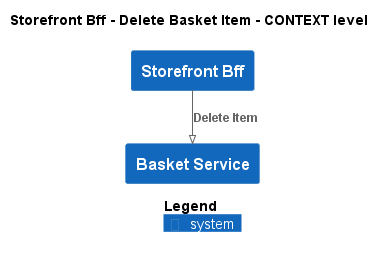 Storefront Bff - Delete Basket Item - CONTEXT level
Storefront Bff
Delete Item
Basket Service
Legend
system